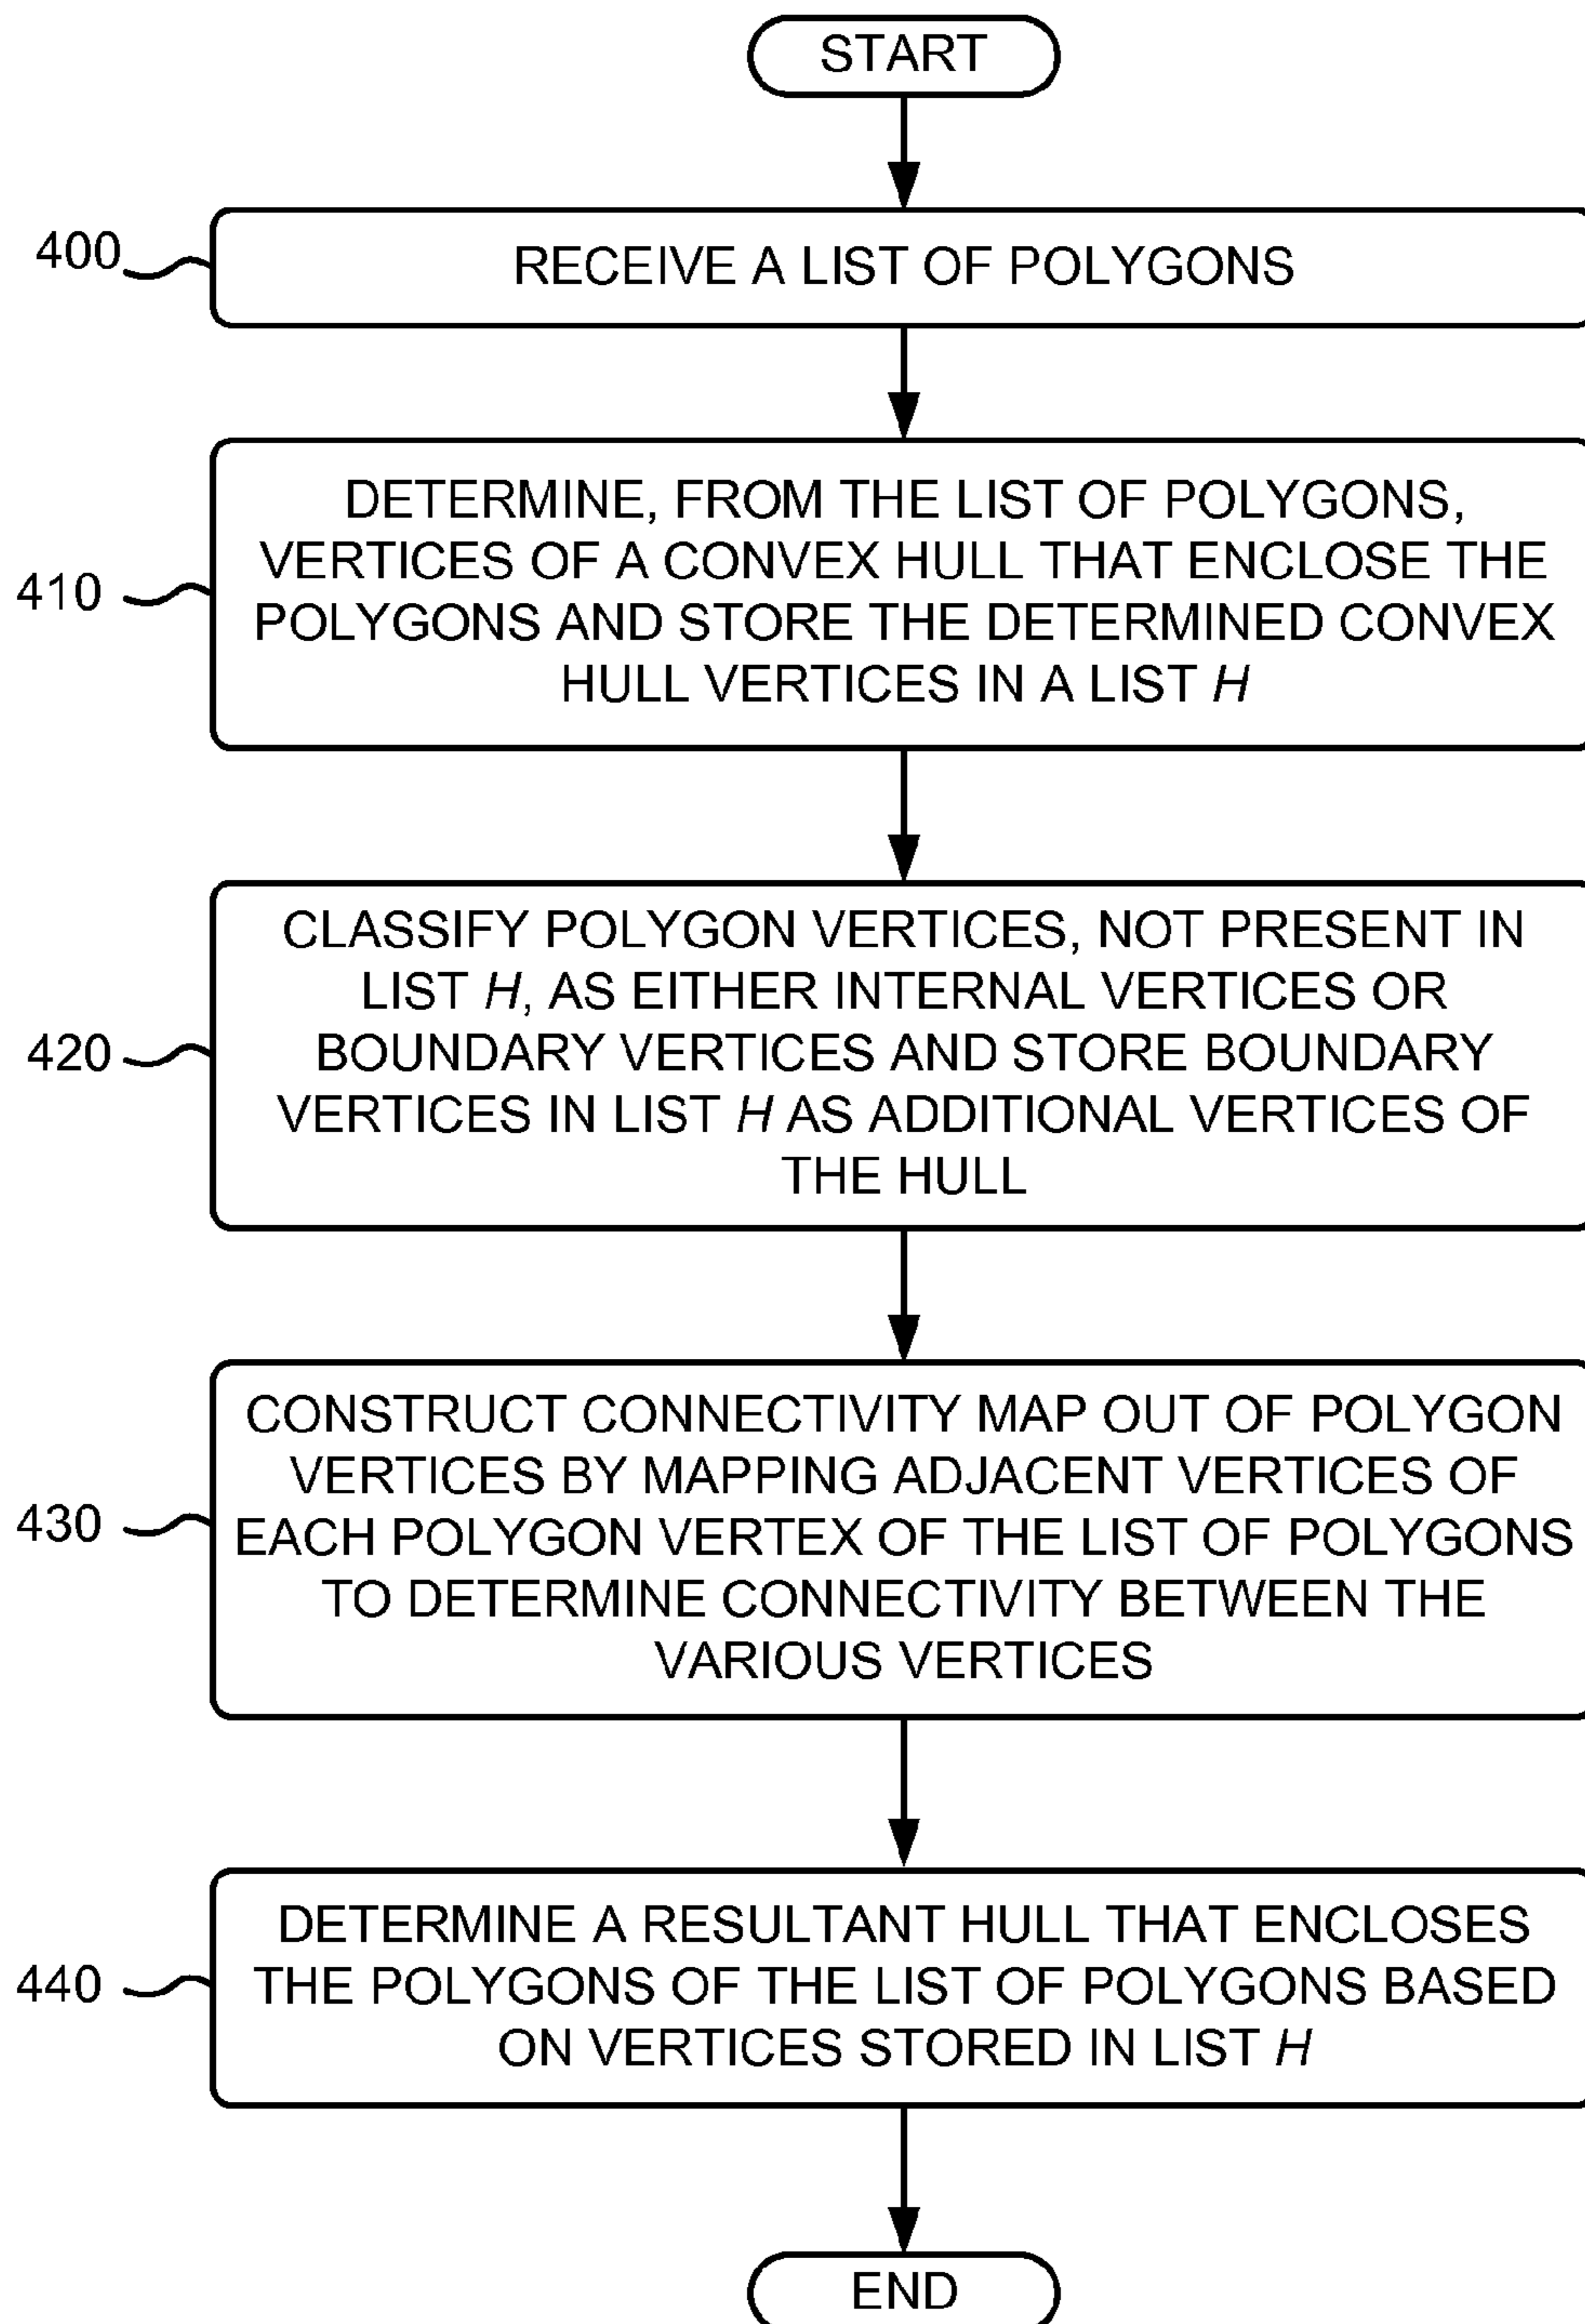 START
400
RECEIVE A LIST OF POLYGONS
DETERMINE, FROM THE LIST OF POLYGONS,
VERTICES OF A CONVEX HULL THAT ENCLOSE THE
410
POLYGONS AND STORE THE DETERMINED CONVEX
HULL VERTICES IN A LIST H
CLASSIFY POLYGON VERTICES, NOT PRESENT IN
LIST H, AS EITHER INTERNAL VERTICES OR
420
BOUNDARY VERTICES AND STORE BOUNDARY
VERTICES IN LIST H AS ADDITIONAL VERTICES OF
THE HULL
CONSTRUCT CONNECTIVITY MAP OUT OF POLYGON
VERTICES BY MAPPING ADJACENT VERTICES OF
430
EACH POLYGON VERTEX OF THE LIST OF POLYGONS
TO DETERMINE CONNECTIVITY BETWEEN THE
VARIOUS VERTICES
DETERMINE A RESULTANT HULL THAT ENCLOSES
440
THE POLYGONS OF THE LIST OF POLYGONS BASED
ON VERTICES STORED IN LIST H
END